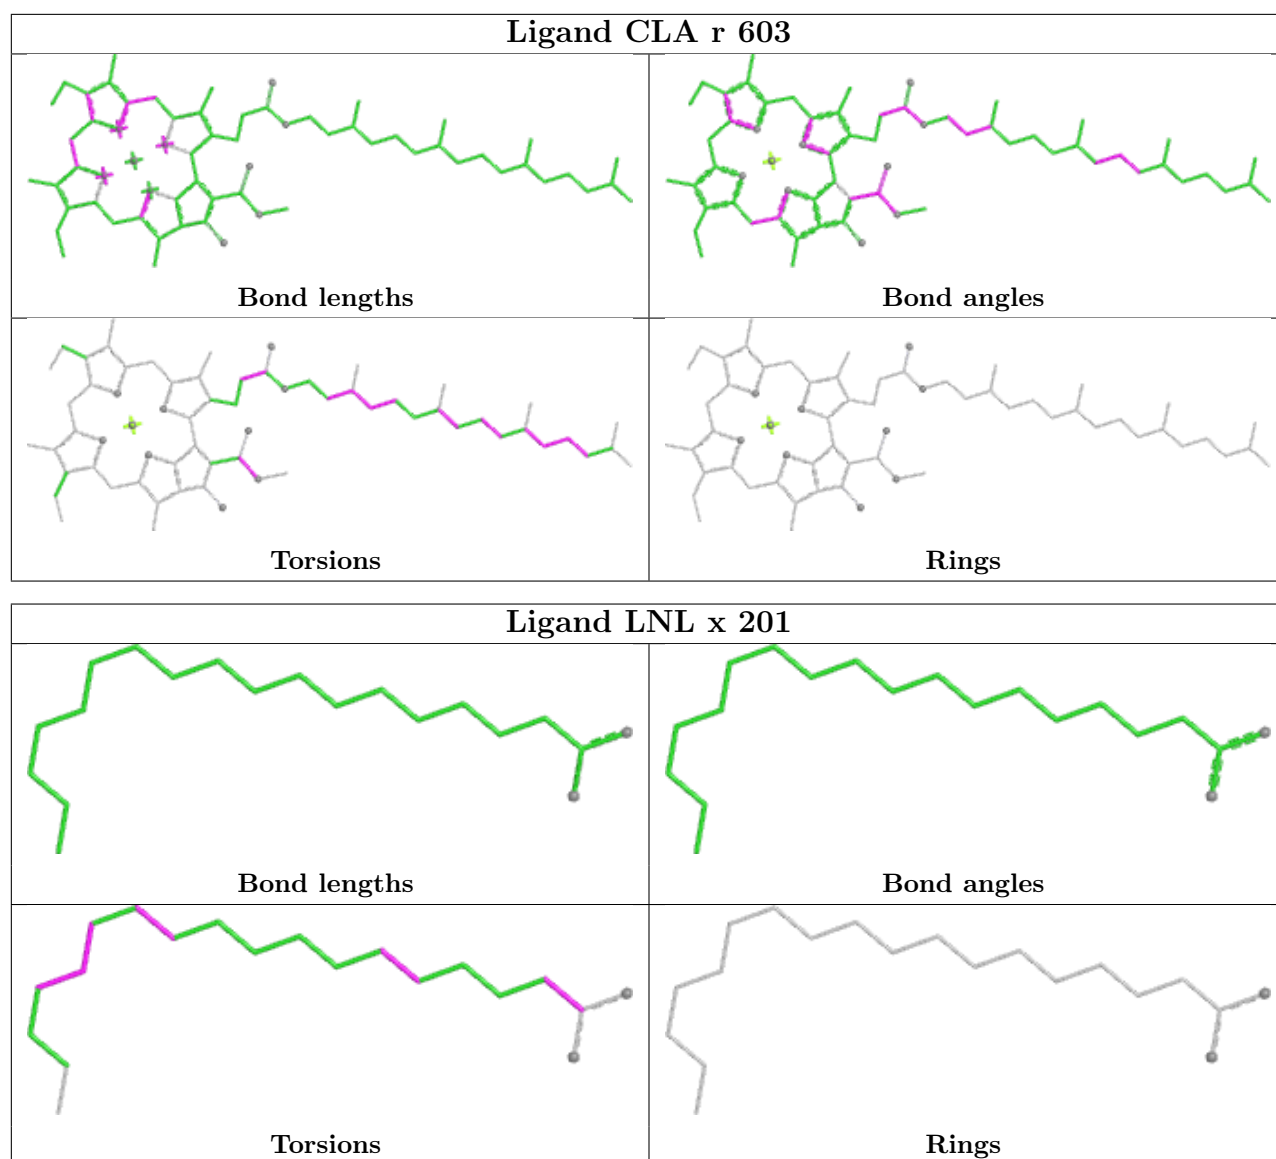 Ligand CLA r 603
Bond lengths
Bond angles
Torsions
Rings
Ligand LNL x 201
Bond lengths
Bond angles
Torsions
Rings